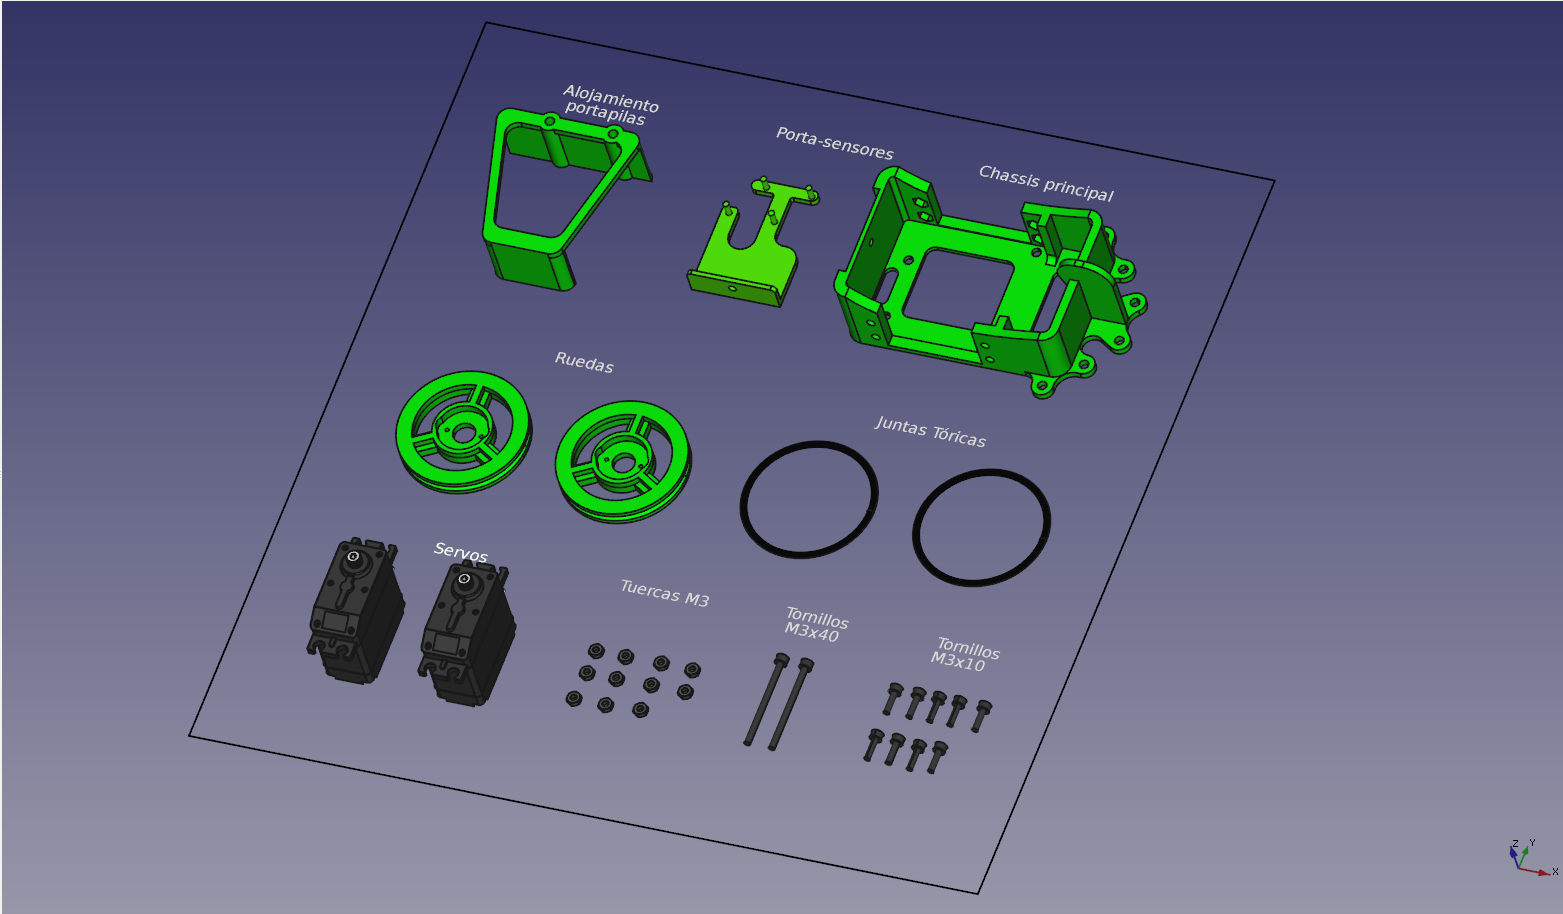 Alojamiento
portapilas
Porta-sensores
Chassis principal
Ruedas
Juntas Tóricas
Servos
Tuercas M3
Tornillos
M3x40
Tornillos
M3x10
Z
Y
X